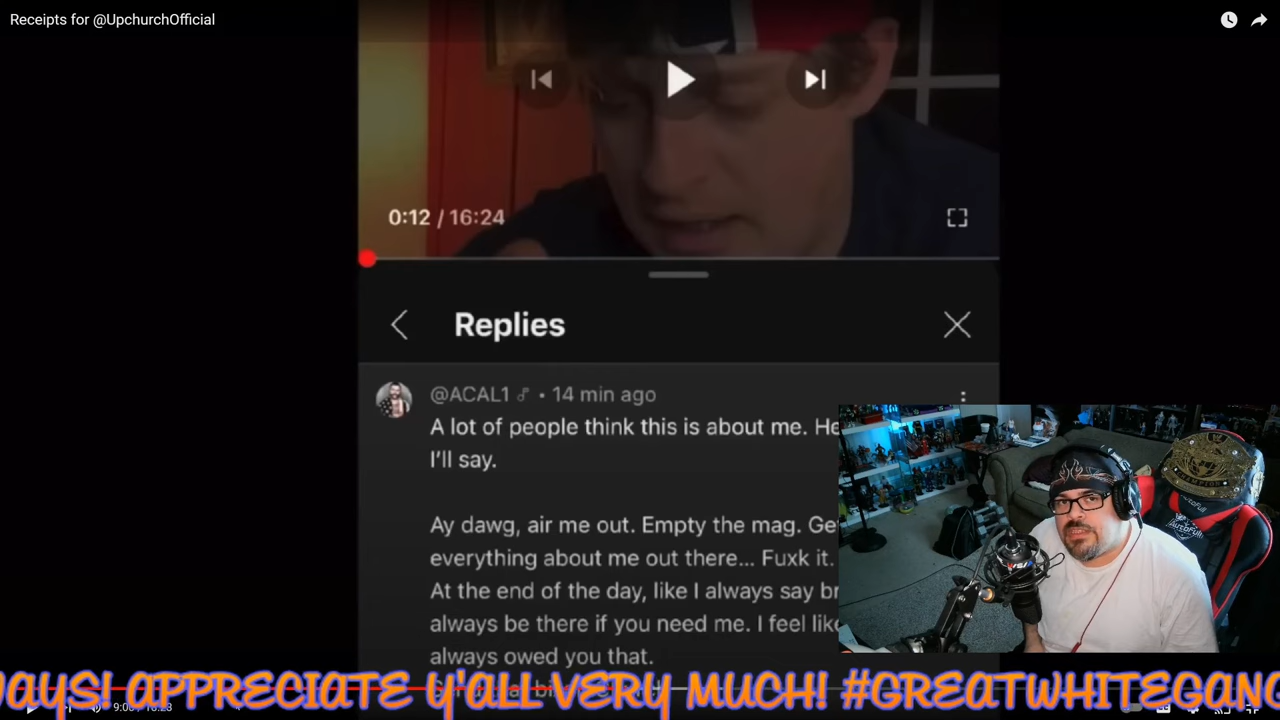 Receipts for @UpchurchOfficial
0:12 / 16:24
Replies
@ACAL1 • 14 min ago
A lot of people think this is about me. He
I'll say.
Ay dawg, air me out. Empty the mag. Ge
everything about me out there... Fuxk it.
At the end of the day, like I always say br
always be there if you need me. I feel like
always owed you that.
WAYS! APPRECIATE Y'ALL VERY MUCH! #GREATWHITEGANG